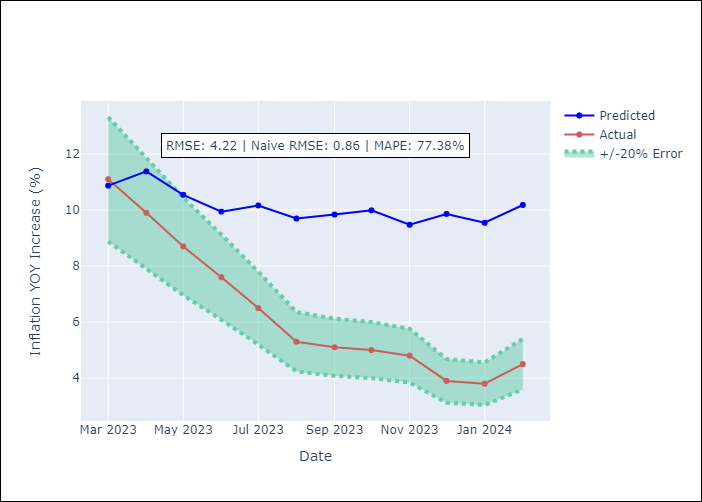 RMSE: 4.22 | Naive RMSE: 0.86 | MAPE: 77.38%
Predicted
Actual
+/-20% Error
Inflation YOY Increase (%)
12
10
8
6
4
Mar 2023
May 2023
Jul 2023
Sep 2023
Nov 2023
Jan 2024
Date